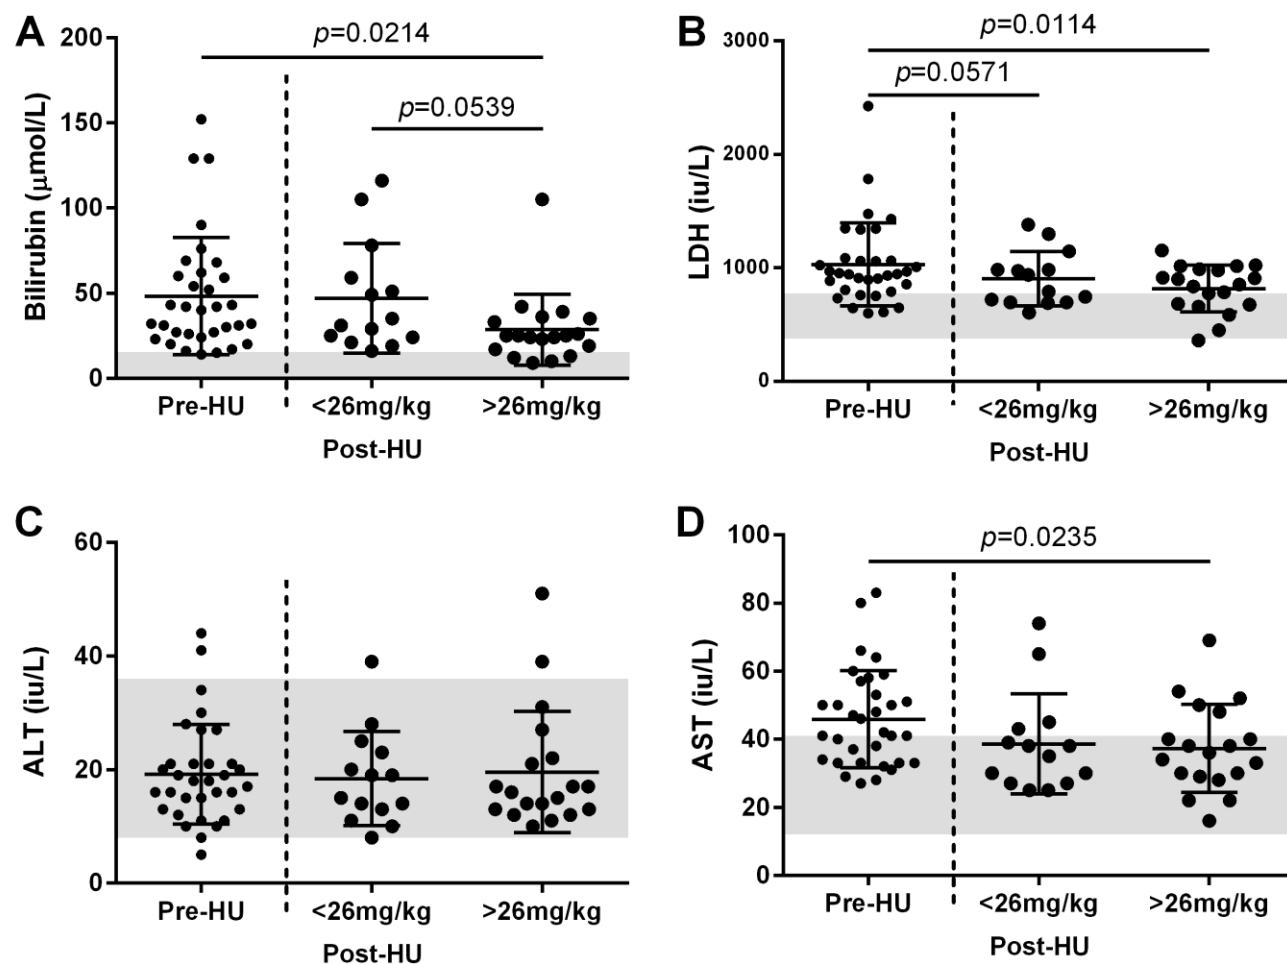 A
Bilirubin (μmol/L)
200
150
100
50
0
p=0.0214
p=0.0539
Pre-HU
<26mg/kg
>26mg/kg
Post-HU
B
LDH (iu/L)
3000
2000
1000
0
p=0.0114
p=0.0571
Pre-HU
<26mg/kg
>26mg/kg
Post-HU
C
ALT (iu/L)
60
40
20
0
Pre-HU
<26mg/kg
>26mg/kg
Post-HU
D
AST (iu/L)
100
80
60
40
20
0
p=0.0235
Pre-HU
<26mg/kg
>26mg/kg
Post-HU